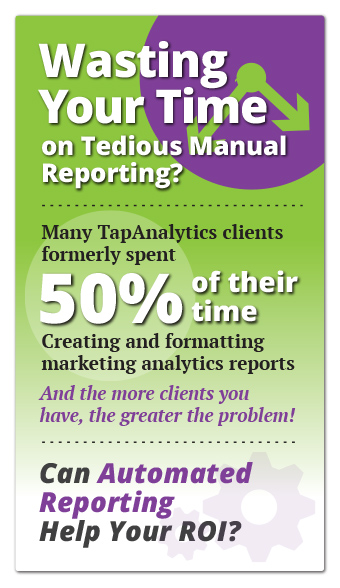 Wasting
Your Time
on Tedious Manual
Reporting?
Many TapAnalytics clients
formerly spent
50% of their
time
Creating and formatting
marketing analytics reports
And the more clients you
have, the greater the problem!
Can Automated
Reporting
Help Your ROI?